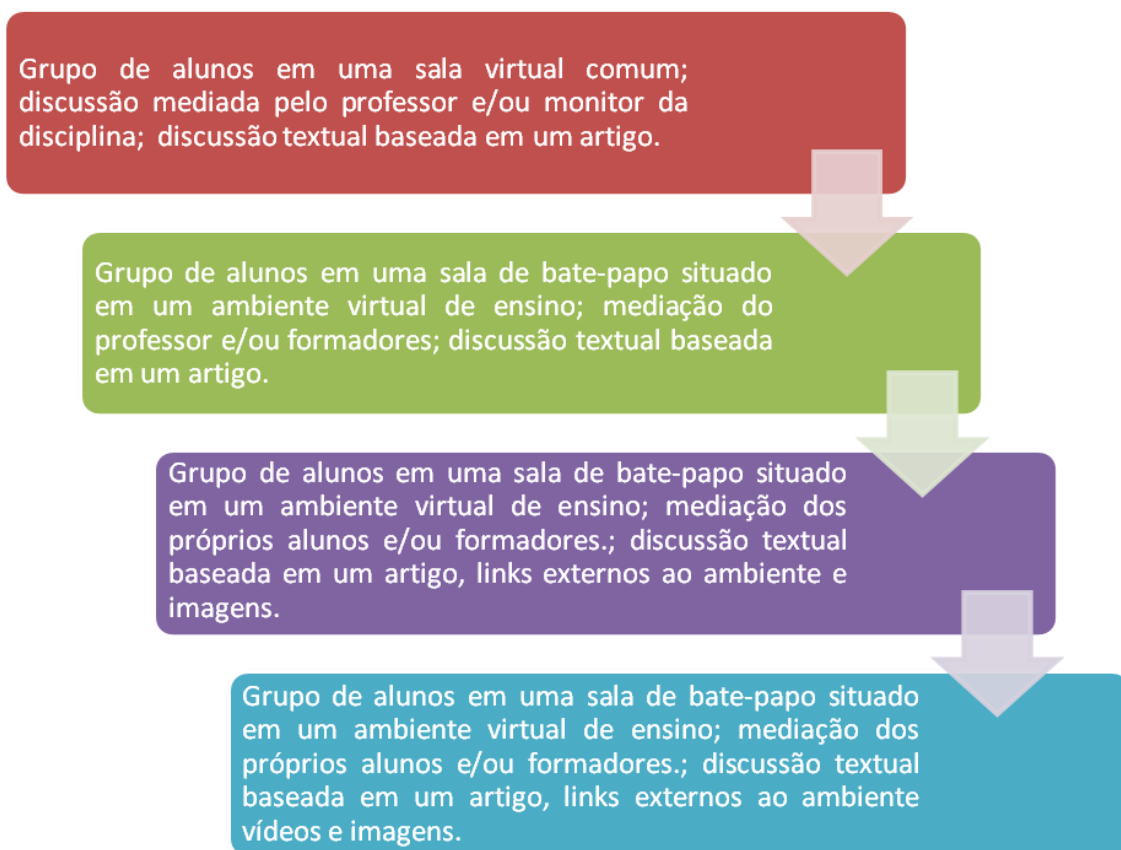 Grupo de alunos em uma sala virtual comum;
discussão mediada pelo professor e/ou monitor da
disciplina; discussão textual baseada em um artigo.
Grupo de alunos em uma sala de bate-papo situado
em um ambiente virtual de ensino; mediação do
professor e/ou formadores; discussão textual baseada
em um artigo.
Grupo de alunos em uma sala de bate-papo situado
em um ambiente virtual de ensino; mediação dos
próprios alunos e/ou formadores.; discussão textual
baseada em um artigo, links externos ao ambiente e
imagens.
Grupo de alunos em uma sala de bate-papo situado
em um ambiente virtual de ensino; mediação dos
próprios alunos e/ou formadores.; discussão textual
baseada em um artigo, links externos ao ambiente
vídeos e imagens.